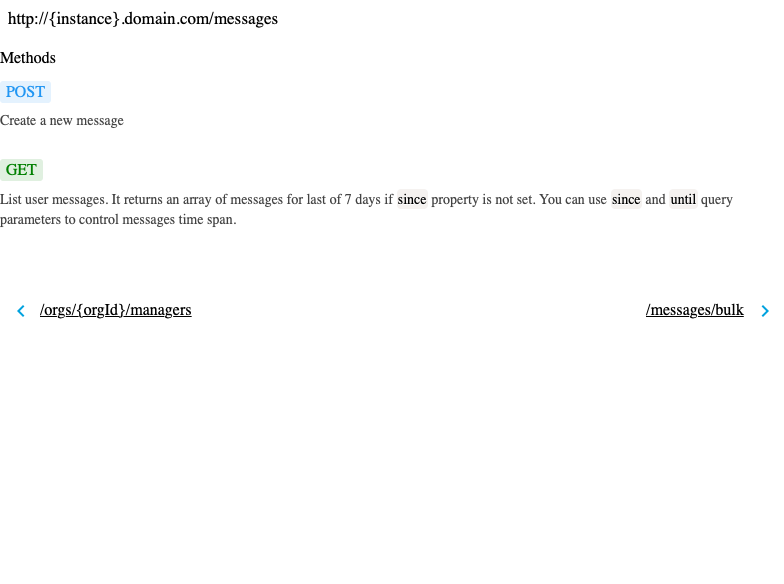 http://{instance}.domain.com/messages
Methods
POST
Create a new message
GET
List user messages. It returns an array of messages for last of 7 days if since property is not set. You can use since and until query
parameters to control messages time span.
/orgs/{orgId}/managers
/messages/bulk